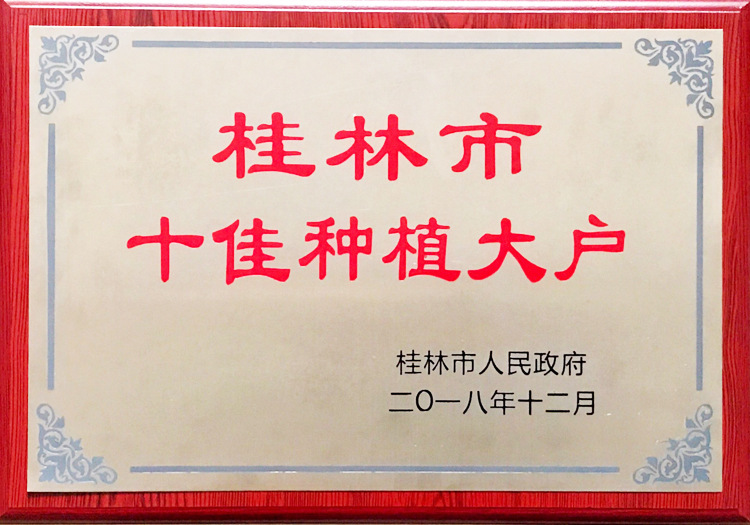 桂林市
十佳种植大户
桂林市人民政府
二〇一八年十二月